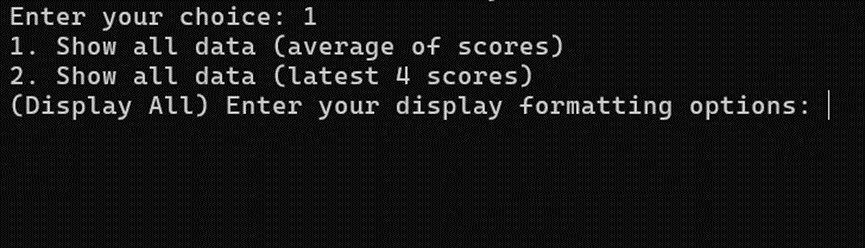 Enter your choice: 1
1. Show all data (average of scores)
2. Show all data (latest 4 scores)
(Display All) Enter your display formatting options: